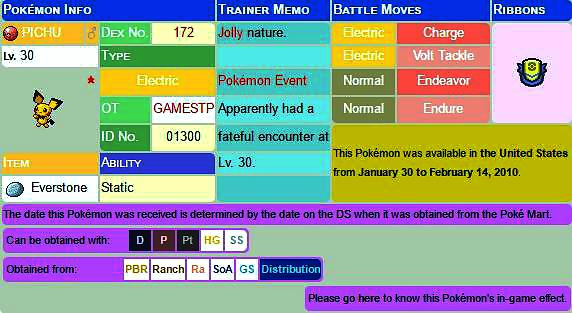 POKÉMON INFO TRAINER MEMO BATTLE MOVES RIBBONS
PICHU ♂ DEX NO. 172 Jolly nature. Electric Charge
Lv. 30 TYPE Electric Volt Tackle
Electric Pokémon Event Normal Endeavor
OT GAMESTP Apparently had a Normal Endure
ID No. 01300 fateful encounter at
ITEM ABILITY Lv. 30.
Everstone Static
This Pokémon was available in the United States
from January 30 to February 14, 2010.
The date this Pokémon was received is determined by the date on the DS when it was obtained from the Poké Mart.
Can be obtained with: D P Pt HG SS
Obtained from: PBR Ranch Ra SoA GS Distribution
Please go here to know this Pokémon's in-game effect.